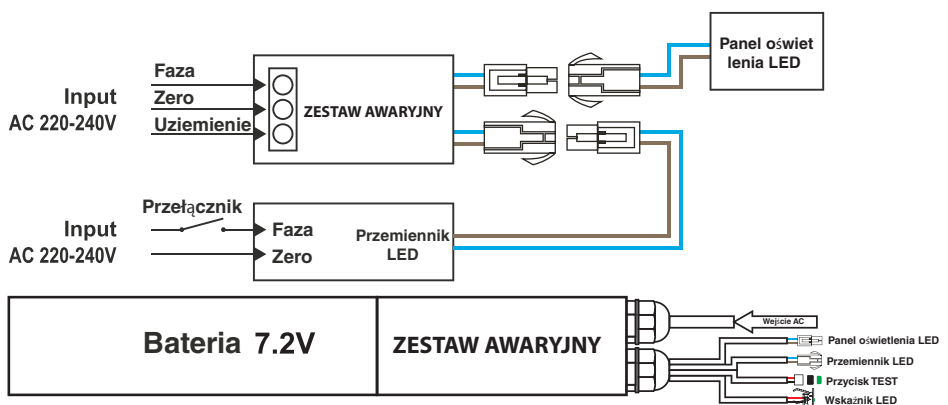 Panel oświet
lenia LED
Faza
Input
Zero
AC 220-240V
Uziemienie
ZESTAW AWARYJNY
Przełącznik
Input
AC 220-240V
Faza
Zero
Przemiennik
LED
Bateria 7.2V
ZESTAW AWARYJNY
Wejście AC
Panel oświetlenia LED
Przemiennik LED
Przycisk TEST
Wskaźnik LED